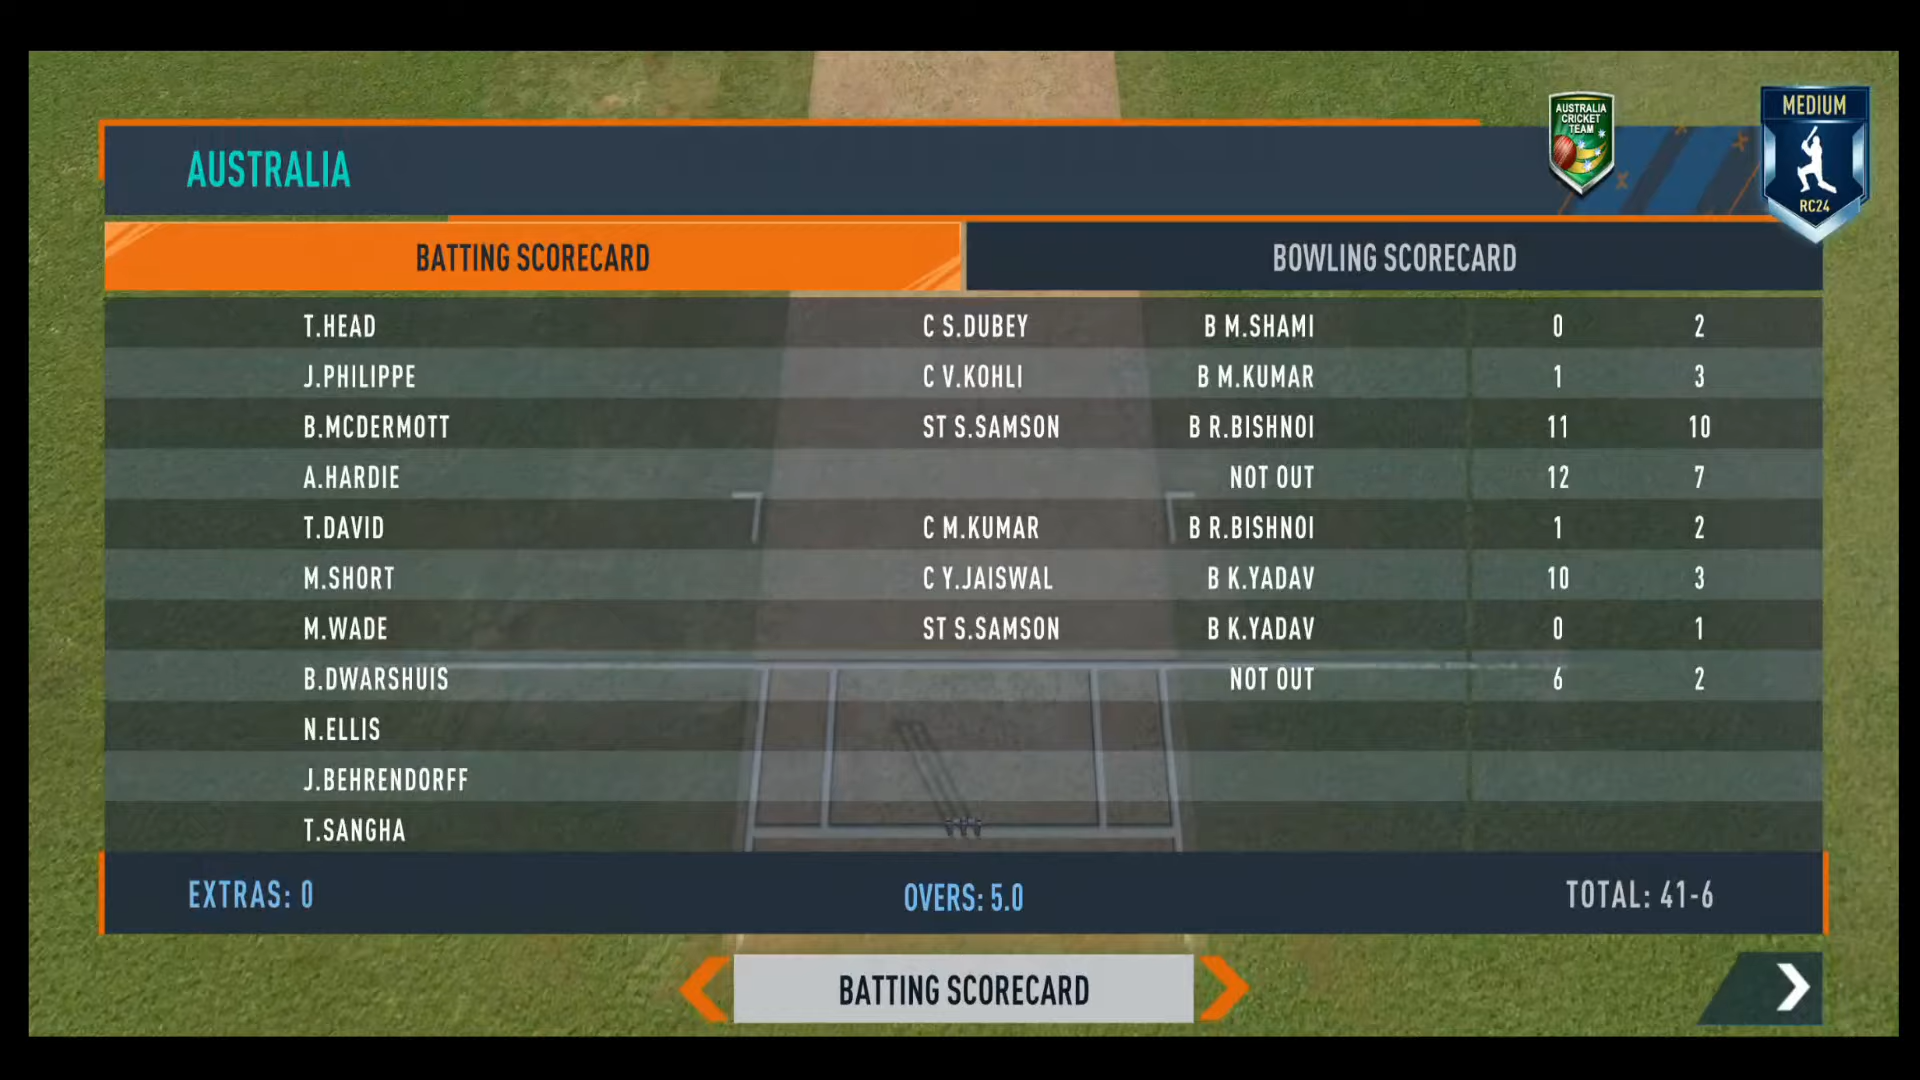 AUSTRALIA
CRICKET
TEAM
MEDIUM
RC24
AUSTRALIA
BATTING SCORECARD BOWLING SCORECARD
T.HEAD C S.DUBEY B M.SHAMI 0 2
J.PHILIPPE C V.KOHLI B M.KUMAR 1 3
B.MCDERMOTT ST S.SAMSON B R.BISHNOI 11 10
A.HARDIE NOT OUT 12 7
T.DAVID C M.KUMAR B R.BISHNOI 1 2
M.SHORT C Y.JAISWAL B K.YADAV 10 3
M.WADE ST S.SAMSON B K.YADAV 0 1
B.DWARSHUIS NOT OUT 6 2
N.ELLIS
J.BEHRENDORFF
T.SANGHA
EXTRAS: 0 OVERS: 5.0 TOTAL: 41-6
BATTING SCORECARD